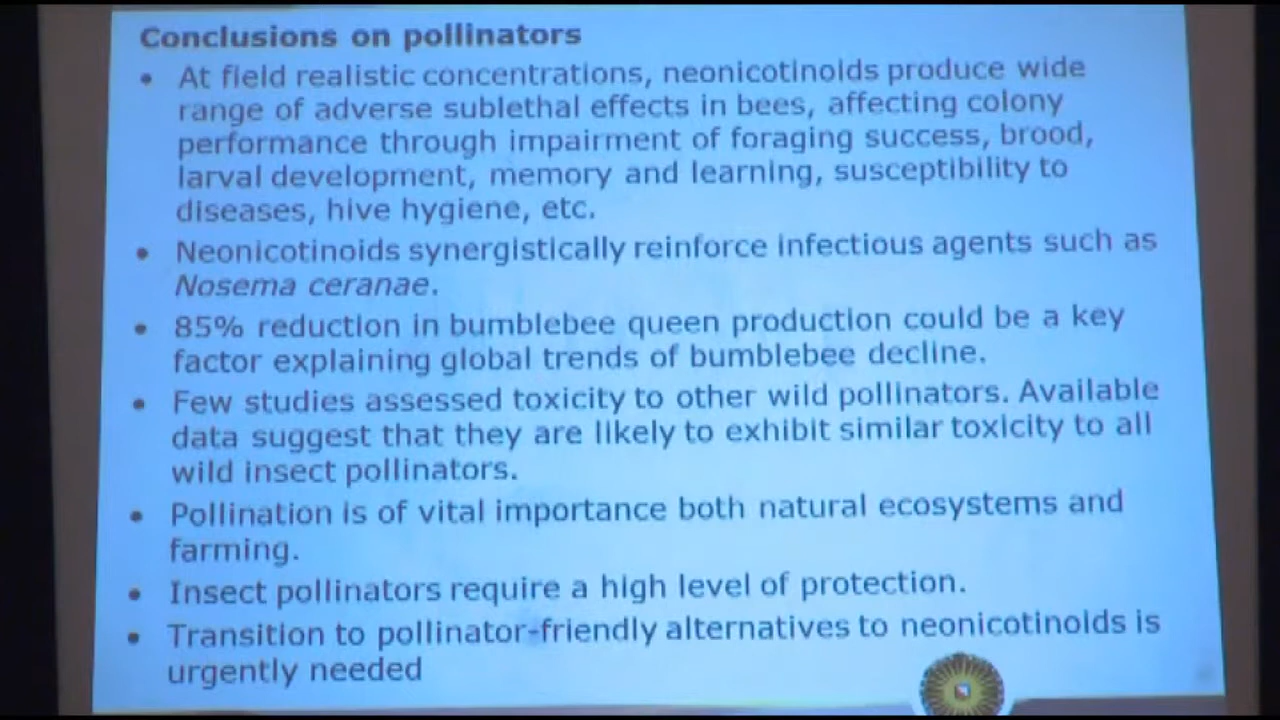 Conclusions on pollinators
• At field realistic concentrations, neonicotinoids produce wide
range of adverse sublethal effects in bees, affecting colony
performance through impairment of foraging success, brood,
larval development, memory and learning, susceptibility to
diseases, hive hygiene, etc.
• Neonicotinoids synergistically reinforce infectious agents such as
Nosema ceranae.
• 85% reduction in bumblebee queen production could be a key
factor explaining global trends of bumblebee decline.
• Few studies assessed toxicity to other wild pollinators. Available
data suggest that they are likely to exhibit similar toxicity to all
wild insect pollinators.
• Pollination is of vital importance both natural ecosystems and
farming.
• Insect pollinators require a high level of protection.
• Transition to pollinator-friendly alternatives to neonicotinoids is
urgently needed